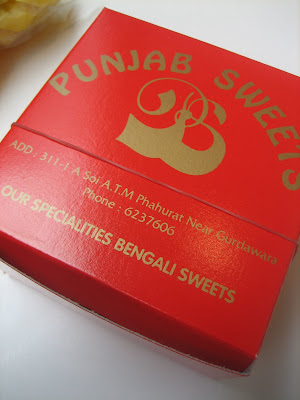 PUNJAB SWEETS
PS
ADD : 311-1 A Soi A.T.M Phahurat Near Gurdawara
Phone : 6237606
OUR SPECIALITIES BENGALI SWEETS